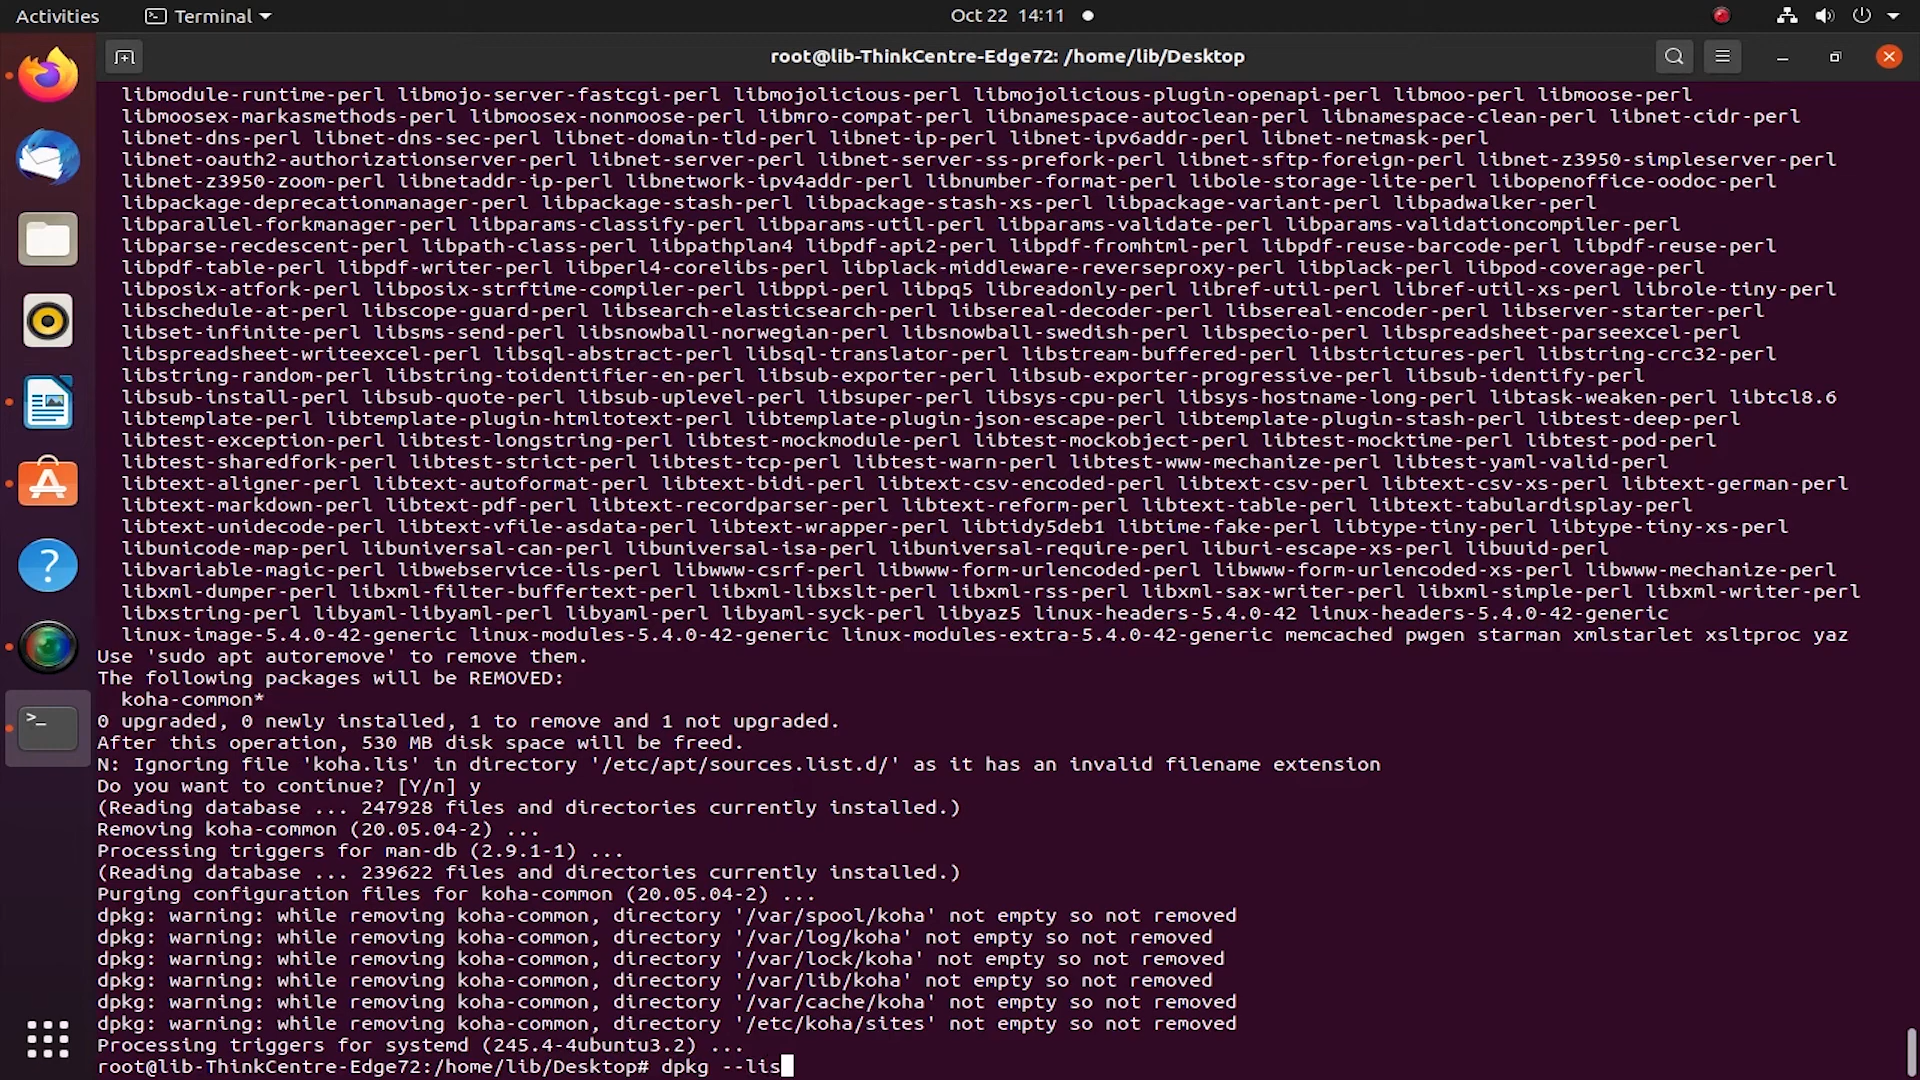 Activities
Terminal
Oct 22 14:11
root@lib-ThinkCentre-Edge72: /home/lib/Desktop
libmodule-runtime-perl libmojo-server-fastcgi-perl libmojolicious-perl libmojolicious-plugin-openapi-perl libmoo-perl libmoose-perl
libmoosex-markasmethods-perl libmoosex-nonmoose-perl libmro-compat-perl libnamespace-autoclean-perl libnamespace-clean-perl libnet-cidr-perl
libnet-dns-perl libnet-dns-sec-perl libnet-domain-tld-perl libnet-ip-perl libnet-ipv6addr-perl libnet-netmask-perl
libnet-oauth2-authorizationserver-perl libnet-server-perl libnet-server-ss-prefork-perl libnet-sftp-foreign-perl libnet-z3950-simpleserver-perl
libnet-z3950-zoom-perl libnetaddr-ip-perl libnetwork-ipv4addr-perl libnumber-format-perl libole-storage-lite-perl libopenoffice-oodoc-perl
libpackage-deprecationmanager-perl libpackage-stash-perl libpackage-stash-xs-perl libpackage-variant-perl libpadwalker-perl
libparallel-forkmanager-perl libparams-classify-perl libparams-util-perl libparams-validate-perl libparams-validationcompiler-perl
libparse-recdescent-perl libpath-class-perl libpathplan4 libpdf-api2-perl libpdf-fromhtml-perl libpdf-reuse-barcode-perl libpdf-reuse-perl
libpdf-table-perl libpdf-writer-perl libperl4-corelibs-perl libplack-middleware-reverseproxy-perl libplack-perl libpod-coverage-perl
libposix-atfork-perl libposix-strftime-compiler-perl libppi-perl libpq5 libreadonly-perl libref-util-perl libref-util-xs-perl librole-tiny-perl
libschedule-at-perl libscope-guard-perl libsearch-elasticsearch-perl libsereal-decoder-perl libsereal-encoder-perl libserver-starter-perl
libset-infinite-perl libsms-send-perl libsnowball-norwegian-perl libsnowball-swedish-perl libspecio-perl libspreadsheet-parseexcel-perl
libspreadsheet-writeexcel-perl libsql-abstract-perl libsql-translator-perl libstream-buffered-perl libstrictures-perl libstring-crc32-perl
libstring-random-perl libstring-toidentifier-en-perl libsub-exporter-perl libsub-exporter-progressive-perl libsub-identify-perl
libsub-install-perl libsub-quote-perl libsub-uplevel-perl libsuper-perl libsys-cpu-perl libsys-hostname-long-perl libtask-weaken-perl libtcl8.6
libtemplate-perl libtemplate-plugin-htmltotext-perl libtemplate-plugin-json-escape-perl libtemplate-plugin-stash-perl libtest-deep-perl
libtest-exception-perl libtest-longstring-perl libtest-mockmodule-perl libtest-mockobject-perl libtest-mocktime-perl libtest-pod-perl
libtest-sharedfork-perl libtest-strict-perl libtest-tcp-perl libtest-warn-perl libtest-www-mechanize-perl libtest-yaml-valid-perl
libtext-aligner-perl libtext-autoformat-perl libtext-bidi-perl libtext-csv-encoded-perl libtext-csv-perl libtext-csv-xs-perl libtext-german-perl
libtext-markdown-perl libtext-pdf-perl libtext-recordparser-perl libtext-reform-perl libtext-table-perl libtext-tabulardisplay-perl
libtext-unidecode-perl libtext-vfile-asdata-perl libtext-wrapper-perl libtidy5deb1 libtime-fake-perl libtype-tiny-perl libtype-tiny-xs-perl
libunicode-map-perl libuniversal-can-perl libuniversal-isa-perl libuniversal-require-perl liburi-escape-xs-perl libuuid-perl
libvariable-magic-perl libwebservice-ils-perl libwww-csrf-perl libwww-form-urlencoded-perl libwww-form-urlencoded-xs-perl libwww-mechanize-perl
libxml-dumper-perl libxml-filter-buffertext-perl libxml-libxslt-perl libxml-rss-perl libxml-sax-writer-perl libxml-simple-perl libxml-writer-perl
libxstring-perl libyaml-libyaml-perl libyaml-perl libyaml-syck-perl libyaz5 linux-headers-5.4.0-42 linux-headers-5.4.0-42-generic
linux-image-5.4.0-42-generic linux-modules-5.4.0-42-generic linux-modules-extra-5.4.0-42-generic memcached pwgen starman xmlstarlet xsltproc yaz
Use 'sudo apt autoremove' to remove them.
The following packages will be REMOVED:
koha-common*
0 upgraded, 0 newly installed, 1 to remove and 1 not upgraded.
After this operation, 530 MB disk space will be freed.
N: Ignoring file 'koha.lis' in directory '/etc/apt/sources.list.d/' as it has an invalid filename extension
Do you want to continue? [Y/n] y
(Reading database ... 247928 files and directories currently installed.)
Removing koha-common (20.05.04-2) ...
Processing triggers for man-db (2.9.1-1) ...
(Reading database ... 239622 files and directories currently installed.)
Purging configuration files for koha-common (20.05.04-2) ...
dpkg: warning: while removing koha-common, directory '/var/spool/koha' not empty so not removed
dpkg: warning: while removing koha-common, directory '/var/log/koha' not empty so not removed
dpkg: warning: while removing koha-common, directory '/var/lock/koha' not empty so not removed
dpkg: warning: while removing koha-common, directory '/var/lib/koha' not empty so not removed
dpkg: warning: while removing koha-common, directory '/var/cache/koha' not empty so not removed
dpkg: warning: while removing koha-common, directory '/etc/koha/sites' not empty so not removed
Processing triggers for systemd (245.4-4ubuntu3.2) ...
root@lib-ThinkCentre-Edge72:/home/lib/Desktop# dpkg --lis